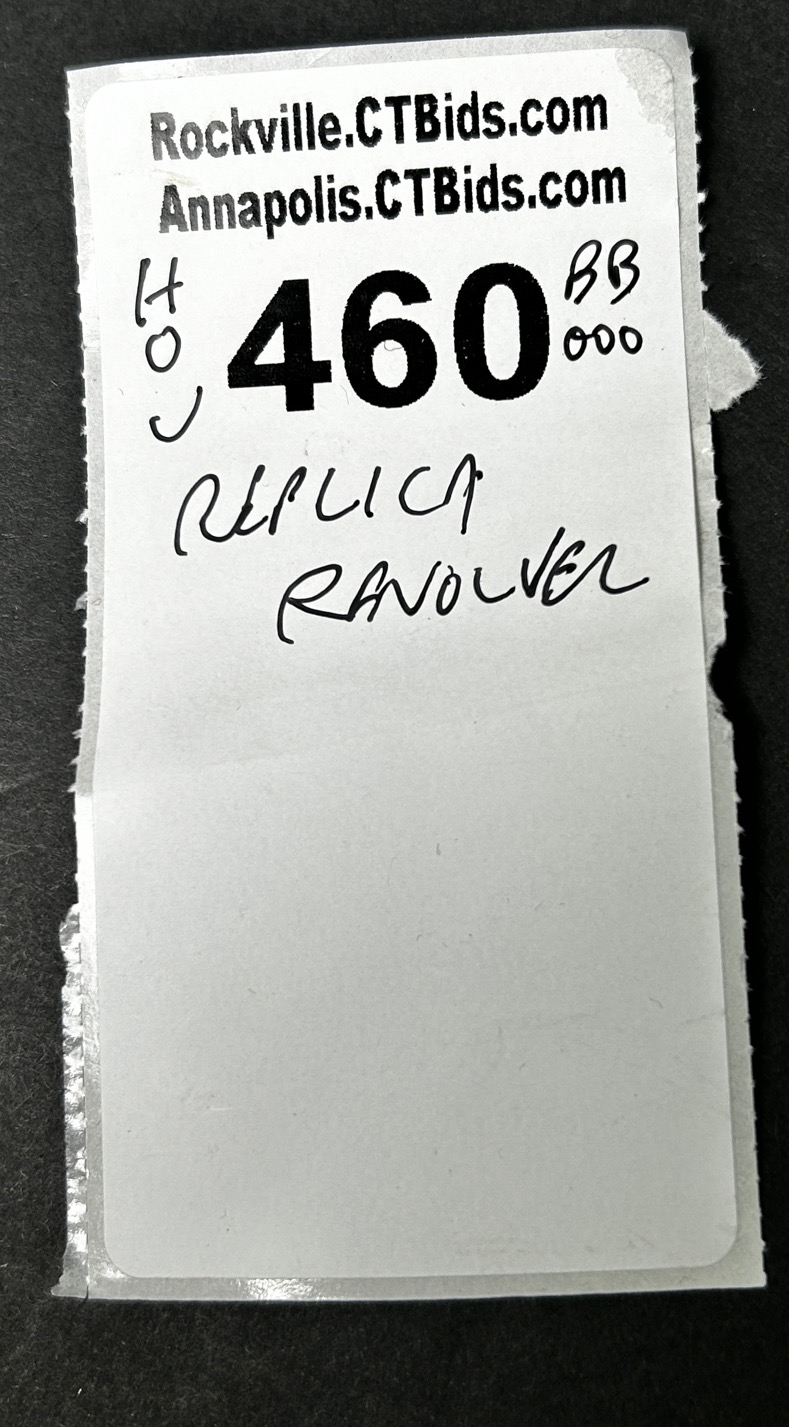 Rockville.CTBids.com
Annapolis.CTBids.com
H
O
J
460
BB
000
REPLICA
RAVOLVER